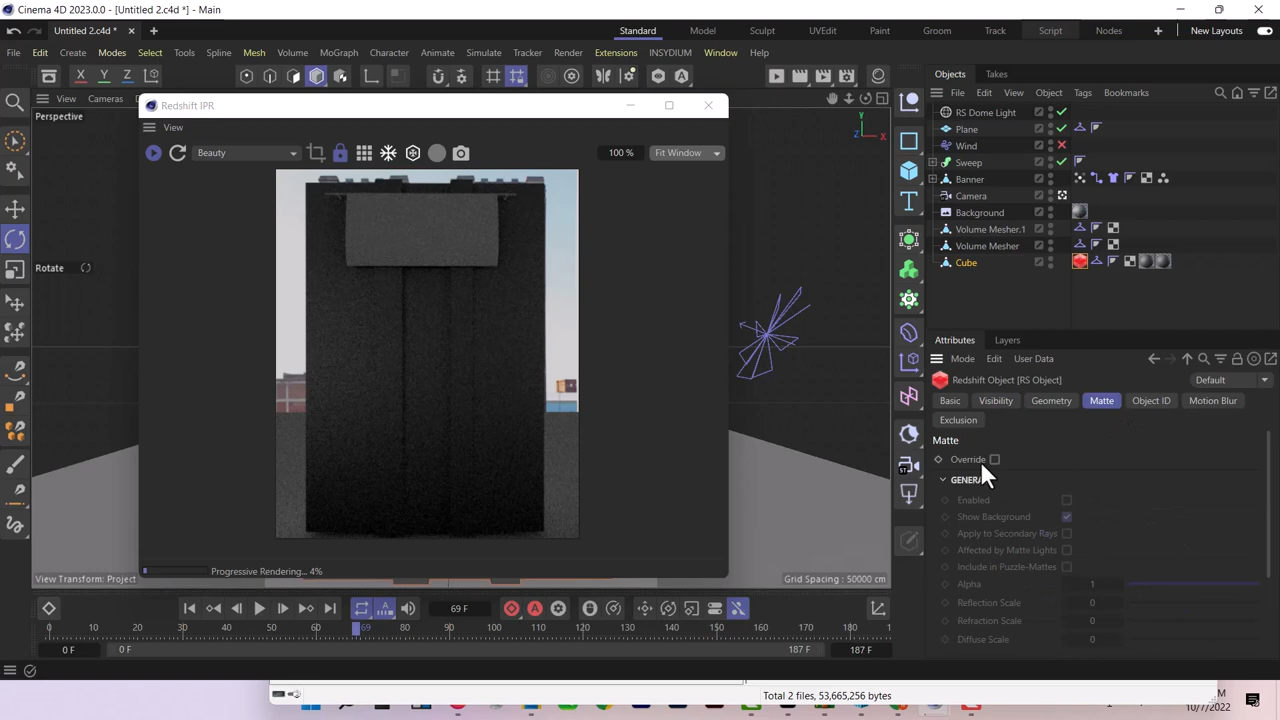 Cinema 4D 2023.0.0 - [Untitled 2.c4d *] - Main
Untitled 2.c4d *
Standard Model Sculpt UVEdit Paint Groom Track Script Nodes New Layouts
File Edit Create Modes Select Tools Spline Mesh Volume MoGraph Character Animate Simulate Tracker Render Extensions INSYDIUM Window Help
X Y Z
Objects Takes
View Cameras
Redshift IPR
File Edit View Object Tags Bookmarks
Perspective
View
Beauty
100 %
Fit Window
RS Dome Light
Plane
Wind
Sweep
Banner
Camera
Background
Volume Mesher.1
Volume Mesher
Cube
Y
Z X
Rotate
Attributes Layers
Mode Edit User Data
Redshift Object [RS Object]
Default
Basic Visibility Geometry Matte Object ID Motion Blur
Exclusion
Matte
Override
GENERA
Enabled
Show Background
Apply to Secondary Rays
Affected by Matte Lights
Include in Puzzle-Mattes
Alpha 1
Reflection Scale 0
Refraction Scale 0
Diffuse Scale 0
Progressive Rendering... 4%
View Transform: Project
Grid Spacing : 50000 cm
69 F
0 10 20 30 40 50 60 69 80 90 100 110 120 130 140 150 160 170 180
0 F 0 F 187 F 187 F
Total 2 files, 53,665,256 bytes
M
10/7/2022